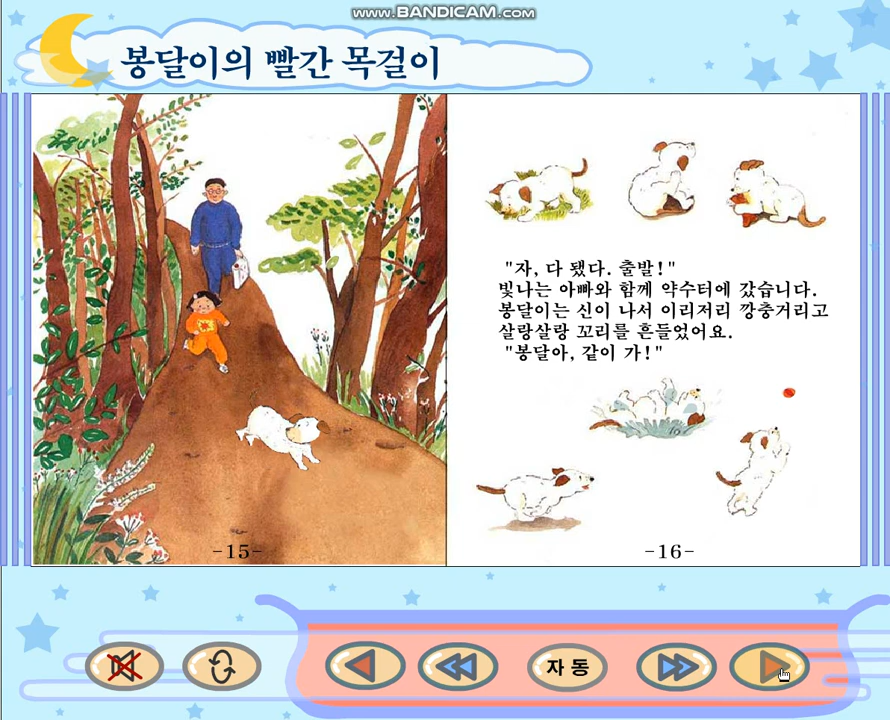 www.BANDICAM.com
봉달이의 빨간 목걸이
"자, 다 됐다. 출발!"
빛나는 아빠와 함께 약수터에 갔습니다.
봉달이는 신이 나서 이리저리 깡충거리고
살랑살랑 꼬리를 흔들었어요.
"봉달아, 같이 가!"
-15-
-16-
자동